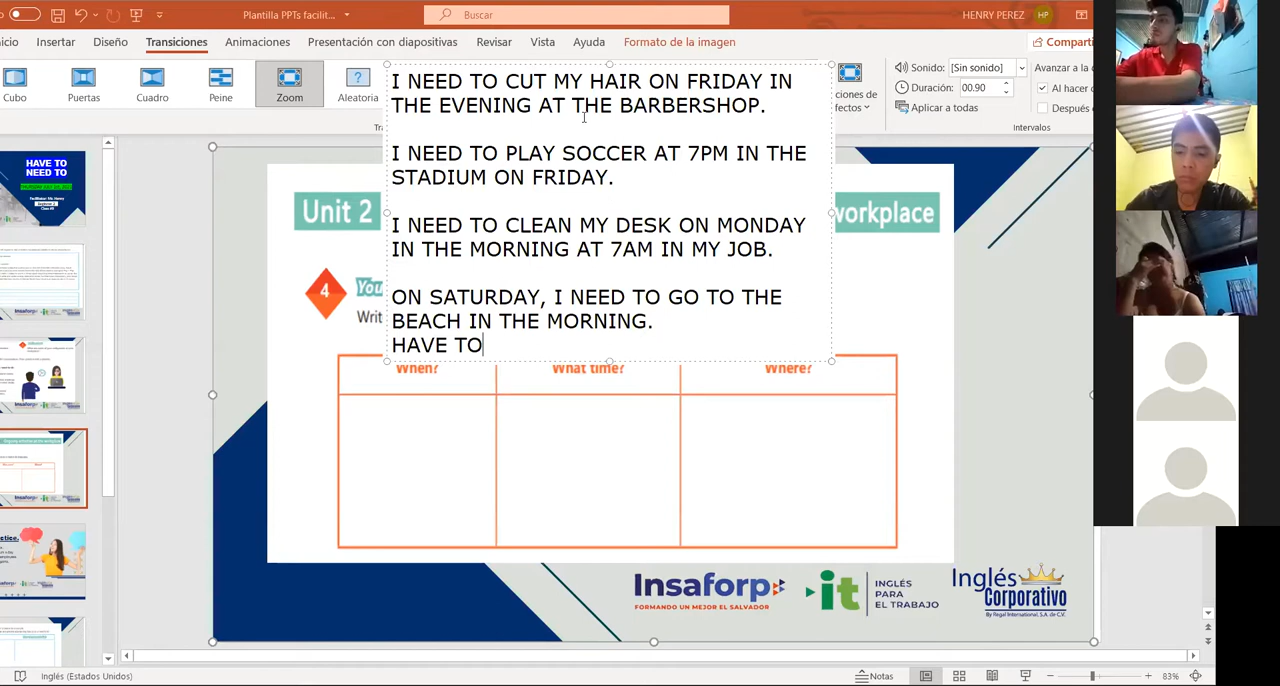 Plantilla PPTs facilit...
Buscar
HENRY PEREZ
HP
Insertar
Diseño
Transiciones
Animaciones
Presentación con diapositivas
Revisar
Vista
Ayuda
Formato de la imagen
Cubo
Puertas
Cuadro
Peine
Zoom
Aleatoria
Sonido:
[Sin sonido]
Duración:
00.90
Aplicar a todas
Avanzar a la
Al hacer
Después
Intervalos
I NEED TO CUT MY HAIR ON FRIDAY IN
THE EVENING AT THE BARBERSHOP.
I NEED TO PLAY SOCCER AT 7PM IN THE
STADIUM ON FRIDAY.
I NEED TO CLEAN MY DESK ON MONDAY
IN THE MORNING AT 7AM IN MY JOB.
ON SATURDAY, I NEED TO GO TO THE
BEACH IN THE MORNING.
HAVE TO
HAVE TO
NEED TO
Unit 2
workplace
4
You
Writ
When?
What time?
Where?
Insaforp
FORMANDO UN MEJOR EL SALVADOR
it
INGLÉS
PARA
EL TRABAJO
Inglés
Corporativo
By Regal International, S.A. de C.V.
Inglés (Estados Unidos)
Notas
83%